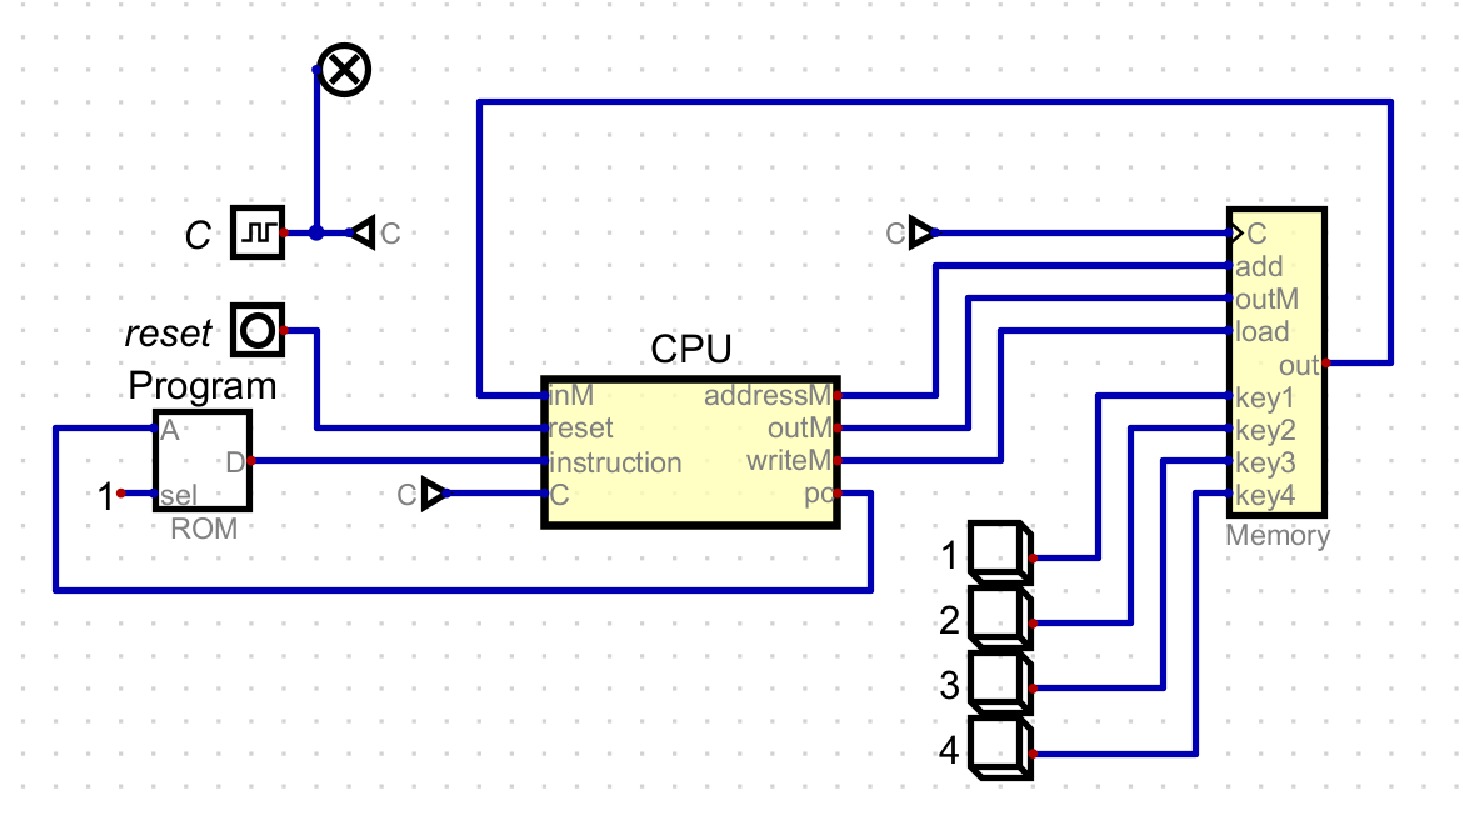 C
C
reset
Program
A
D
1
sel
ROM
C
CPU
inM
addressM
reset
outM
instruction
writeM
C
pc
C
C
add
outM
load
out
key1
key2
key3
key4
Memory
1
2
3
4